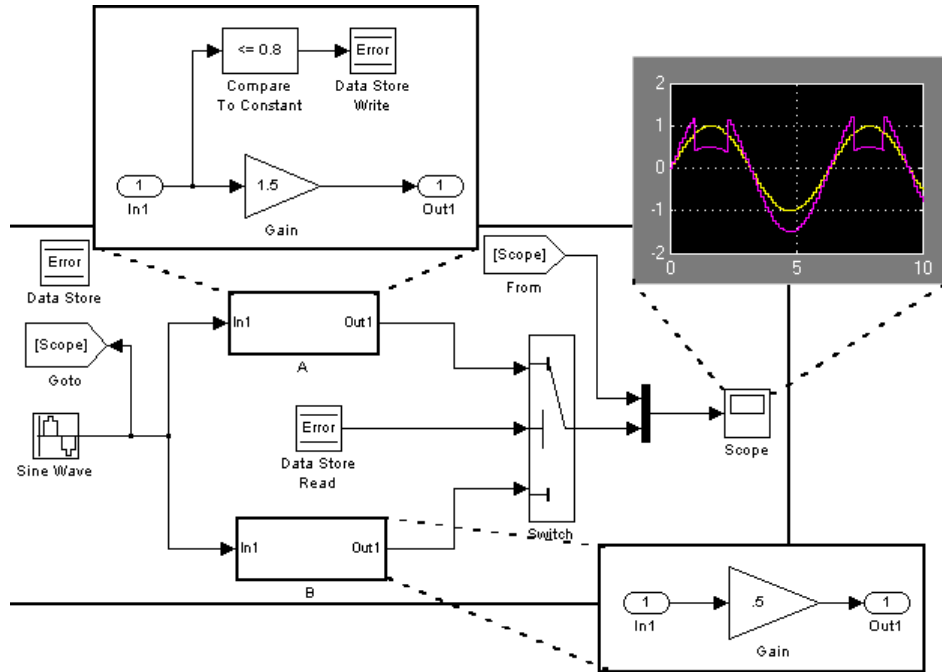 <= 0.8
Error
Compare
To Constant
Data Store
Write
1
In1
1.5
Gain
1
Out1
2
1
0
-1
-2
0
5
10
Error
Data Store
[Scope]
From
[Scope]
Goto
In1
Out1
A
Sine Wave
Error
Data Store
Read
Switch
Scope
In1
Out1
B
1
In1
.5
Gain
1
Out1